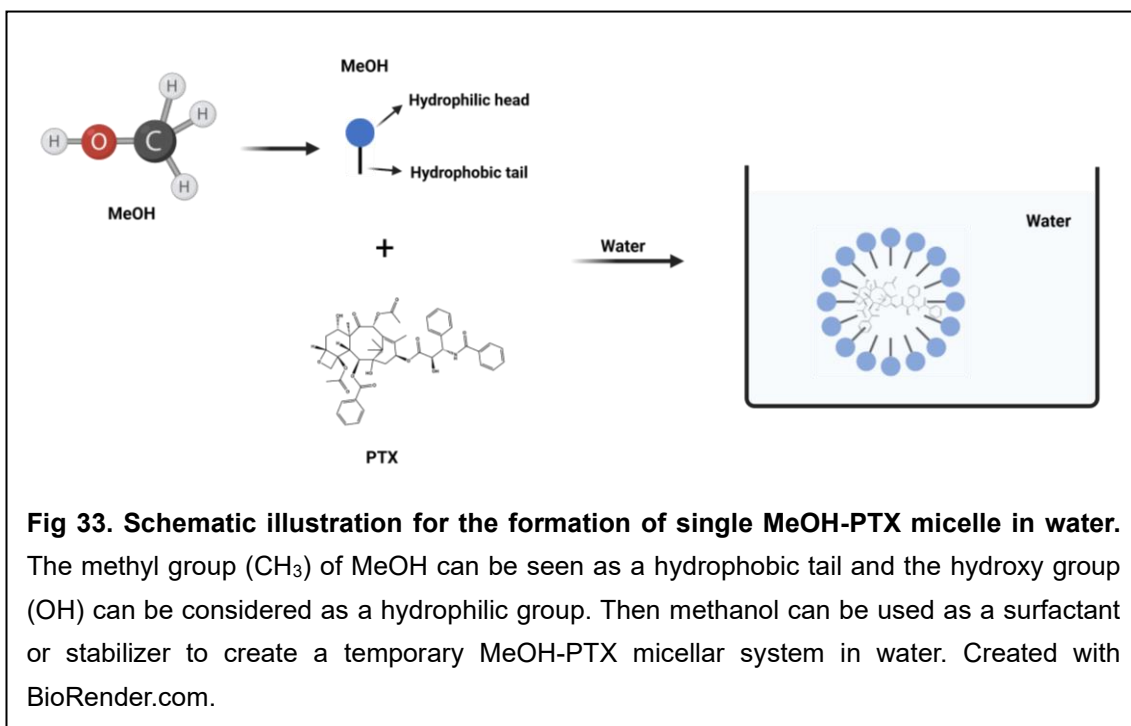 MeOH
Hydrophilic head
H
H
H
O
C
Hydrophobic tail
H
MeOH
Water
+
Water
PTX
Fig 33. Schematic illustration for the formation of single MeOH-PTX micelle in water.
The methyl group (CH₃) of MeOH can be seen as a hydrophobic tail and the hydroxy group
(OH) can be considered as a hydrophilic group. Then methanol can be used as a surfactant
or stabilizer to create a temporary MeOH-PTX micellar system in water. Created with
BioRender.com.